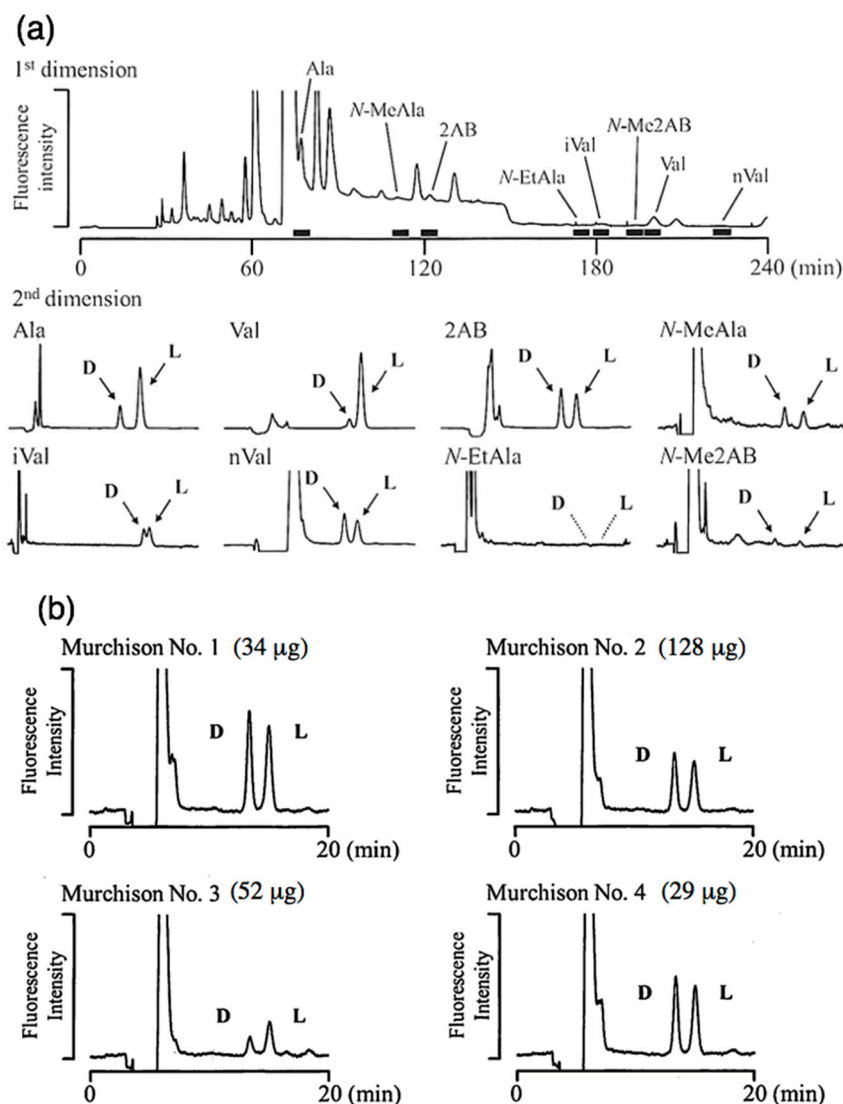 (a)
1st dimension
Fluorescence
intensity
Ala
N-MeAla
2AB
N-EtAla
iVal
N-Me2AB
Val
nVal
0
60
120
180
240 (min)
2nd dimension
Ala
D
L
Val
D
L
2AB
D
L
N-MeAla
D
L
iVal
D
L
nVal
D
L
N-EtAla
D
L
N-Me2AB
D
L
(b)
Murchison No. 1 (34 μg)
Fluorescence
Intensity
D
L
0
20 (min)
Murchison No. 2 (128 μg)
Fluorescence
Intensity
D
L
0
20 (min)
Murchison No. 3 (52 μg)
Fluorescence
Intensity
D
L
0
20 (min)
Murchison No. 4 (29 μg)
Fluorescence
Intensity
D
L
0
20 (min)